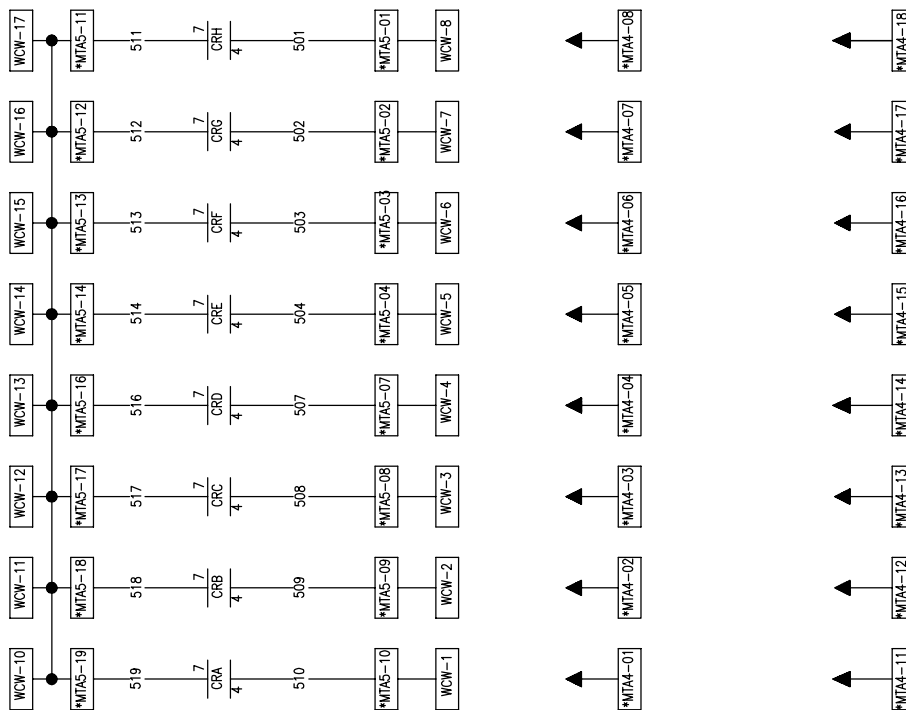 WCW-17
*MTA5-11
511
7
CRH
4
501
*MTA5-01
WCW-8
*MTA4-08
*MTA4-18
WCW-16
*MTA5-12
512
7
CRG
4
502
*MTA5-02
WCW-7
*MTA4-07
*MTA4-17
WCW-15
*MTA5-13
513
7
CRF
4
503
*MTA5-03
WCW-6
*MTA4-06
*MTA4-16
WCW-14
*MTA5-14
514
7
CRE
4
504
*MTA5-04
WCW-5
*MTA4-05
*MTA4-15
WCW-13
*MTA5-16
516
7
CRD
4
507
*MTA5-07
WCW-4
*MTA4-04
*MTA4-14
WCW-12
*MTA5-17
517
7
CRC
4
508
*MTA5-08
WCW-3
*MTA4-03
*MTA4-13
WCW-11
*MTA5-18
518
7
CRB
4
509
*MTA5-09
WCW-2
*MTA4-02
*MTA4-12
WCW-10
*MTA5-19
519
7
CRA
4
510
*MTA5-10
WCW-1
*MTA4-01
*MTA4-11